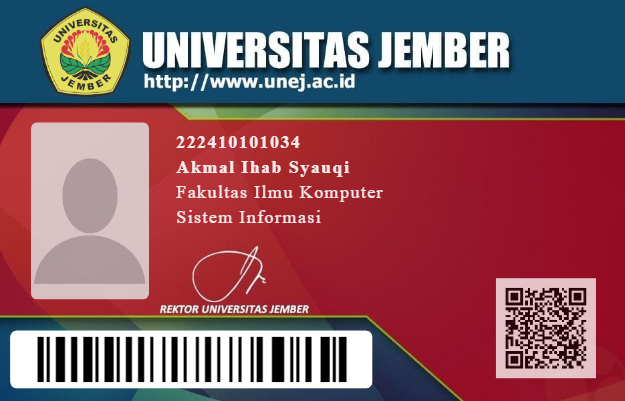 UNIVERSITAS
JEMBER
UNIVERSITAS JEMBER
http://www.unej.ac.id
222410101034
Akmal Ihab Syauqi
Fakultas Ilmu Komputer
Sistem Informasi
REKTOR UNIVERSITAS JEMBER